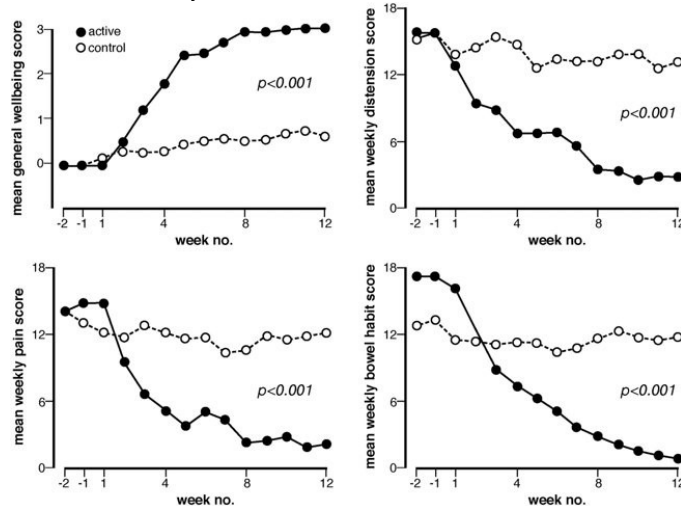 mean general wellbeing score
3
2
1
0
active
control
p<0.001
-2 -1 1 4 8 12
week no.
mean weekly distension score
18
12
6
0
p<0.001
-2 -1 1 4 8 12
week no.
mean weekly pain score
18
12
6
0
p<0.001
-2 -1 1 4 8 12
week no.
mean weekly bowel habit score
18
12
6
0
p<0.001
-2 -1 1 4 8 12
week no.